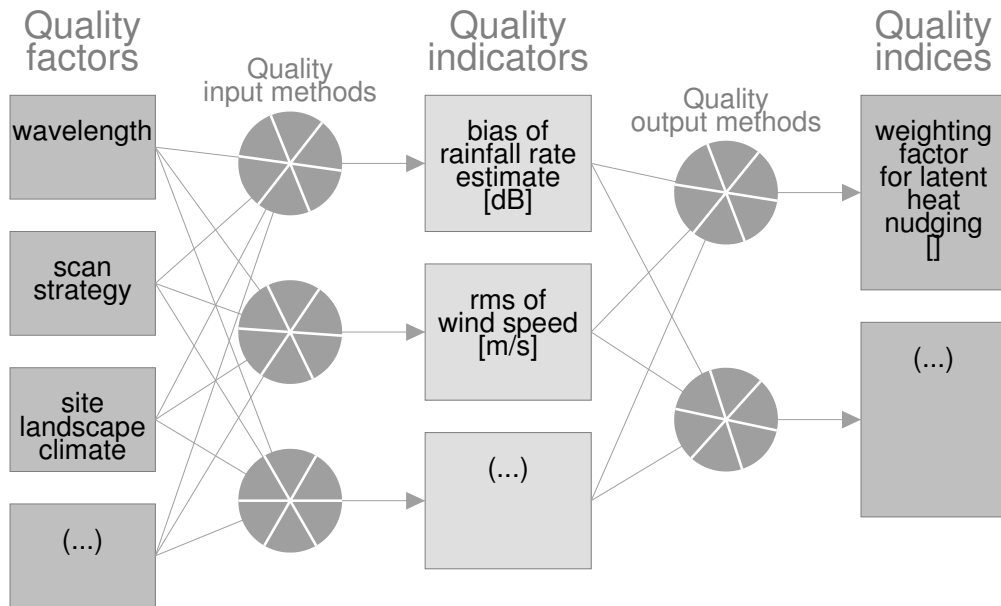 Quality
factors
Quality
input methods
Quality
indicators
Quality
output methods
Quality
indices
wavelength
scan
strategy
site
landscape
climate
(...)
bias of
rainfall rate
estimate
[dB]
rms of
wind speed
[m/s]
(...)
weighting
factor
for latent
heat
nudging
[]
(...)